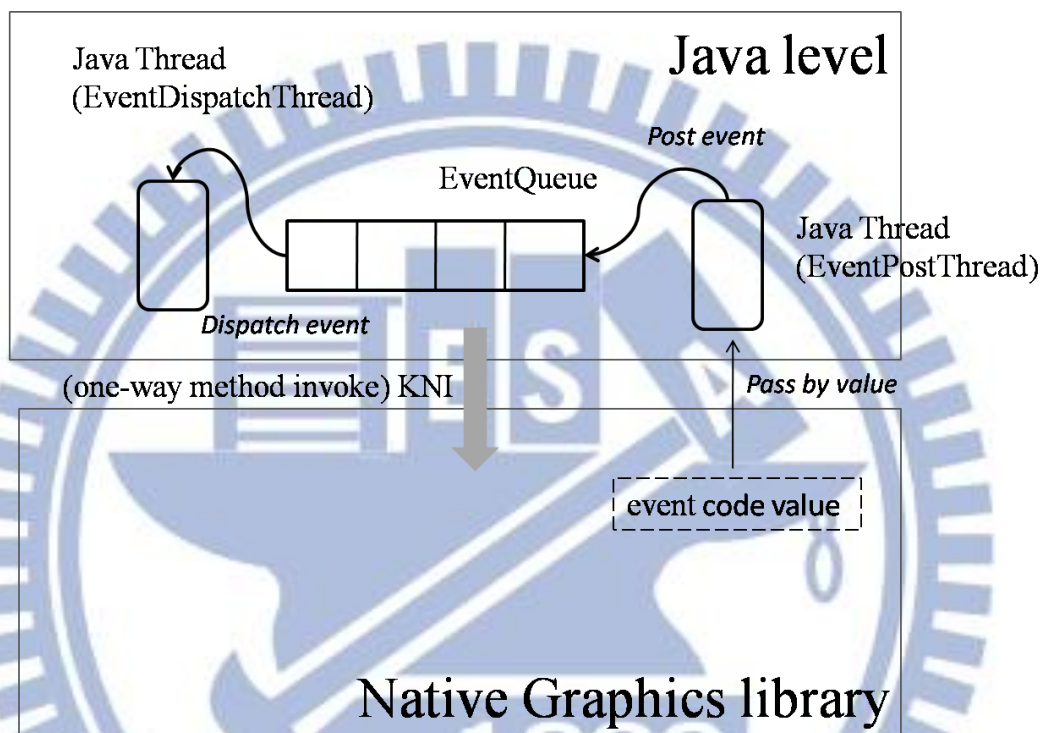 Java level
Java Thread
(EventDispatchThread)
Post event
EventQueue
Java Thread
(EventPostThread)
Dispatch event
(one-way method invoke) KNI
Pass by value
event code value
Native Graphics library
E
S
A